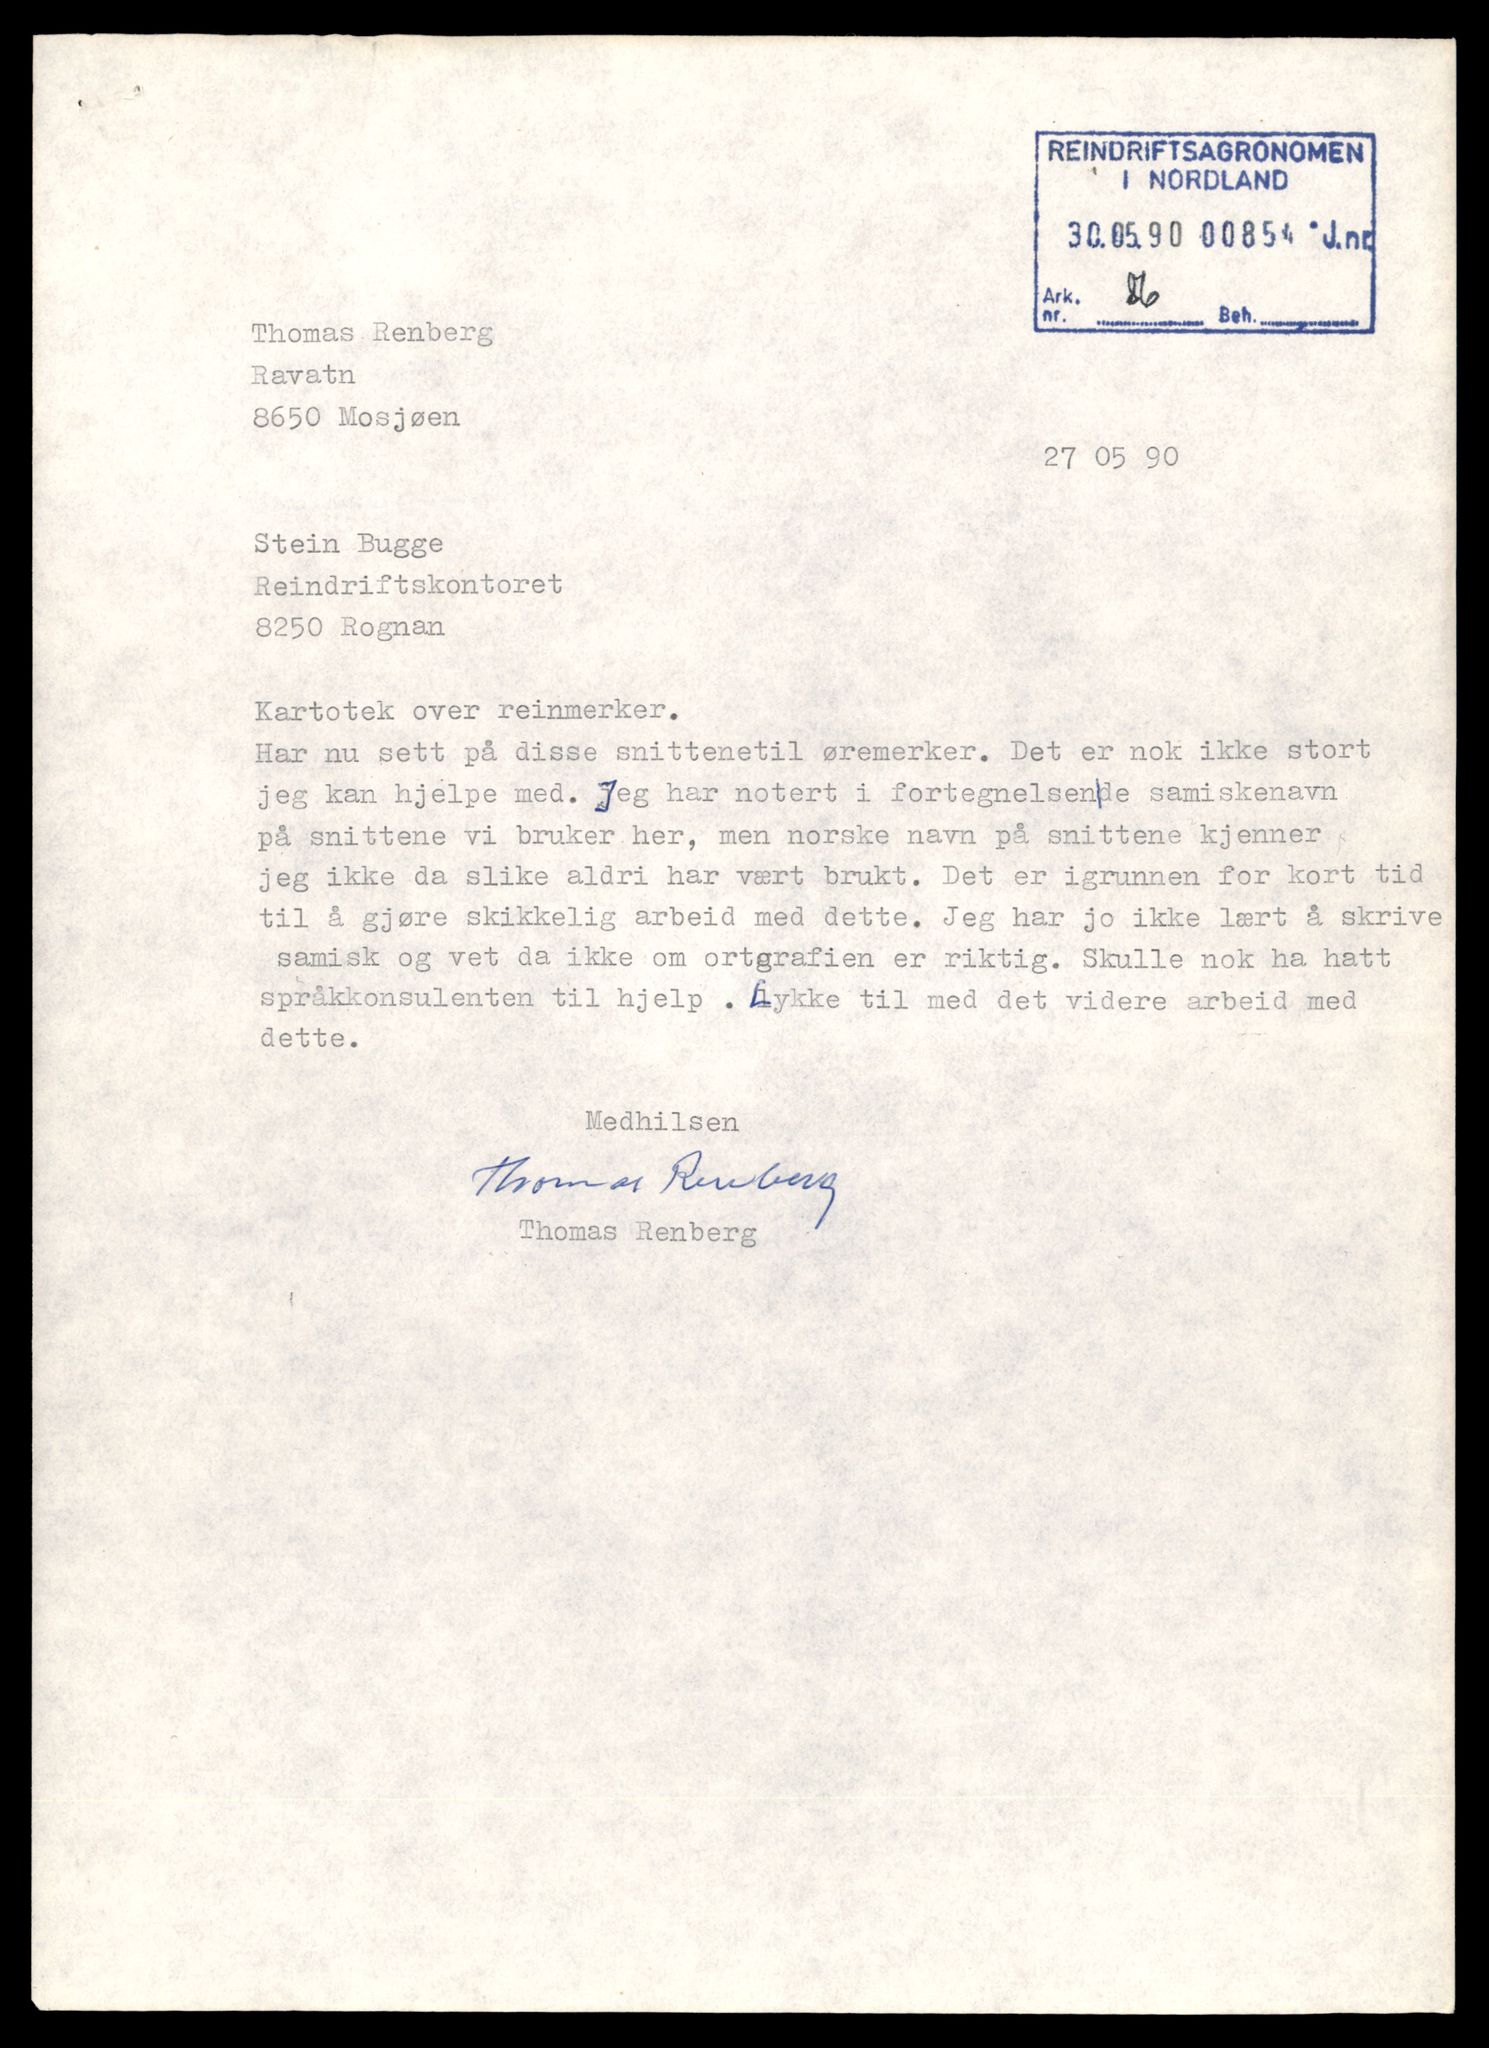 REINDRIFTSAGRONOMEN
I NORDLAND
30.05.90 00854 *J.nr
Ark.
nr. Beh.
Thomas Renberg
Ravatn
8650 Mosjøen
27 05 90
Stein Bugge
Reindriftskontoret
8250 Rognan
Kartotek over reinmerker.
Har nu sett på disse snittenetil øremerker. Det er nok ikke stort
jeg kan hjelpe med. Jeg har notert i fortegnelsen|de samiskenavn
på snittene vi bruker her, men norske navn på snittene kjenner
jeg ikke da slike aldri har vært brukt. Det er igrunnen for kort tid
til å gjøre skikkelig arbeid med dette. Jeg har jo ikke lært å skrive
samisk og vet da ikke om ortgrafien er riktig. Skulle nok ha hatt
språkkonsulenten til hjelp . Lykke til med det videre arbeid med
dette.
Medhilsen
Thomas Renberg
Thomas Renberg